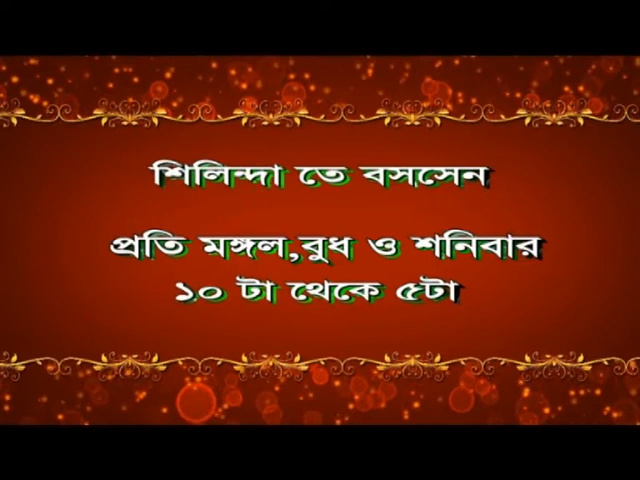 শিলিন্দা তে বসসেন
প্রতি মঙ্গল,বুধ ও শনিবার
১০ টা থেকে ৫টা